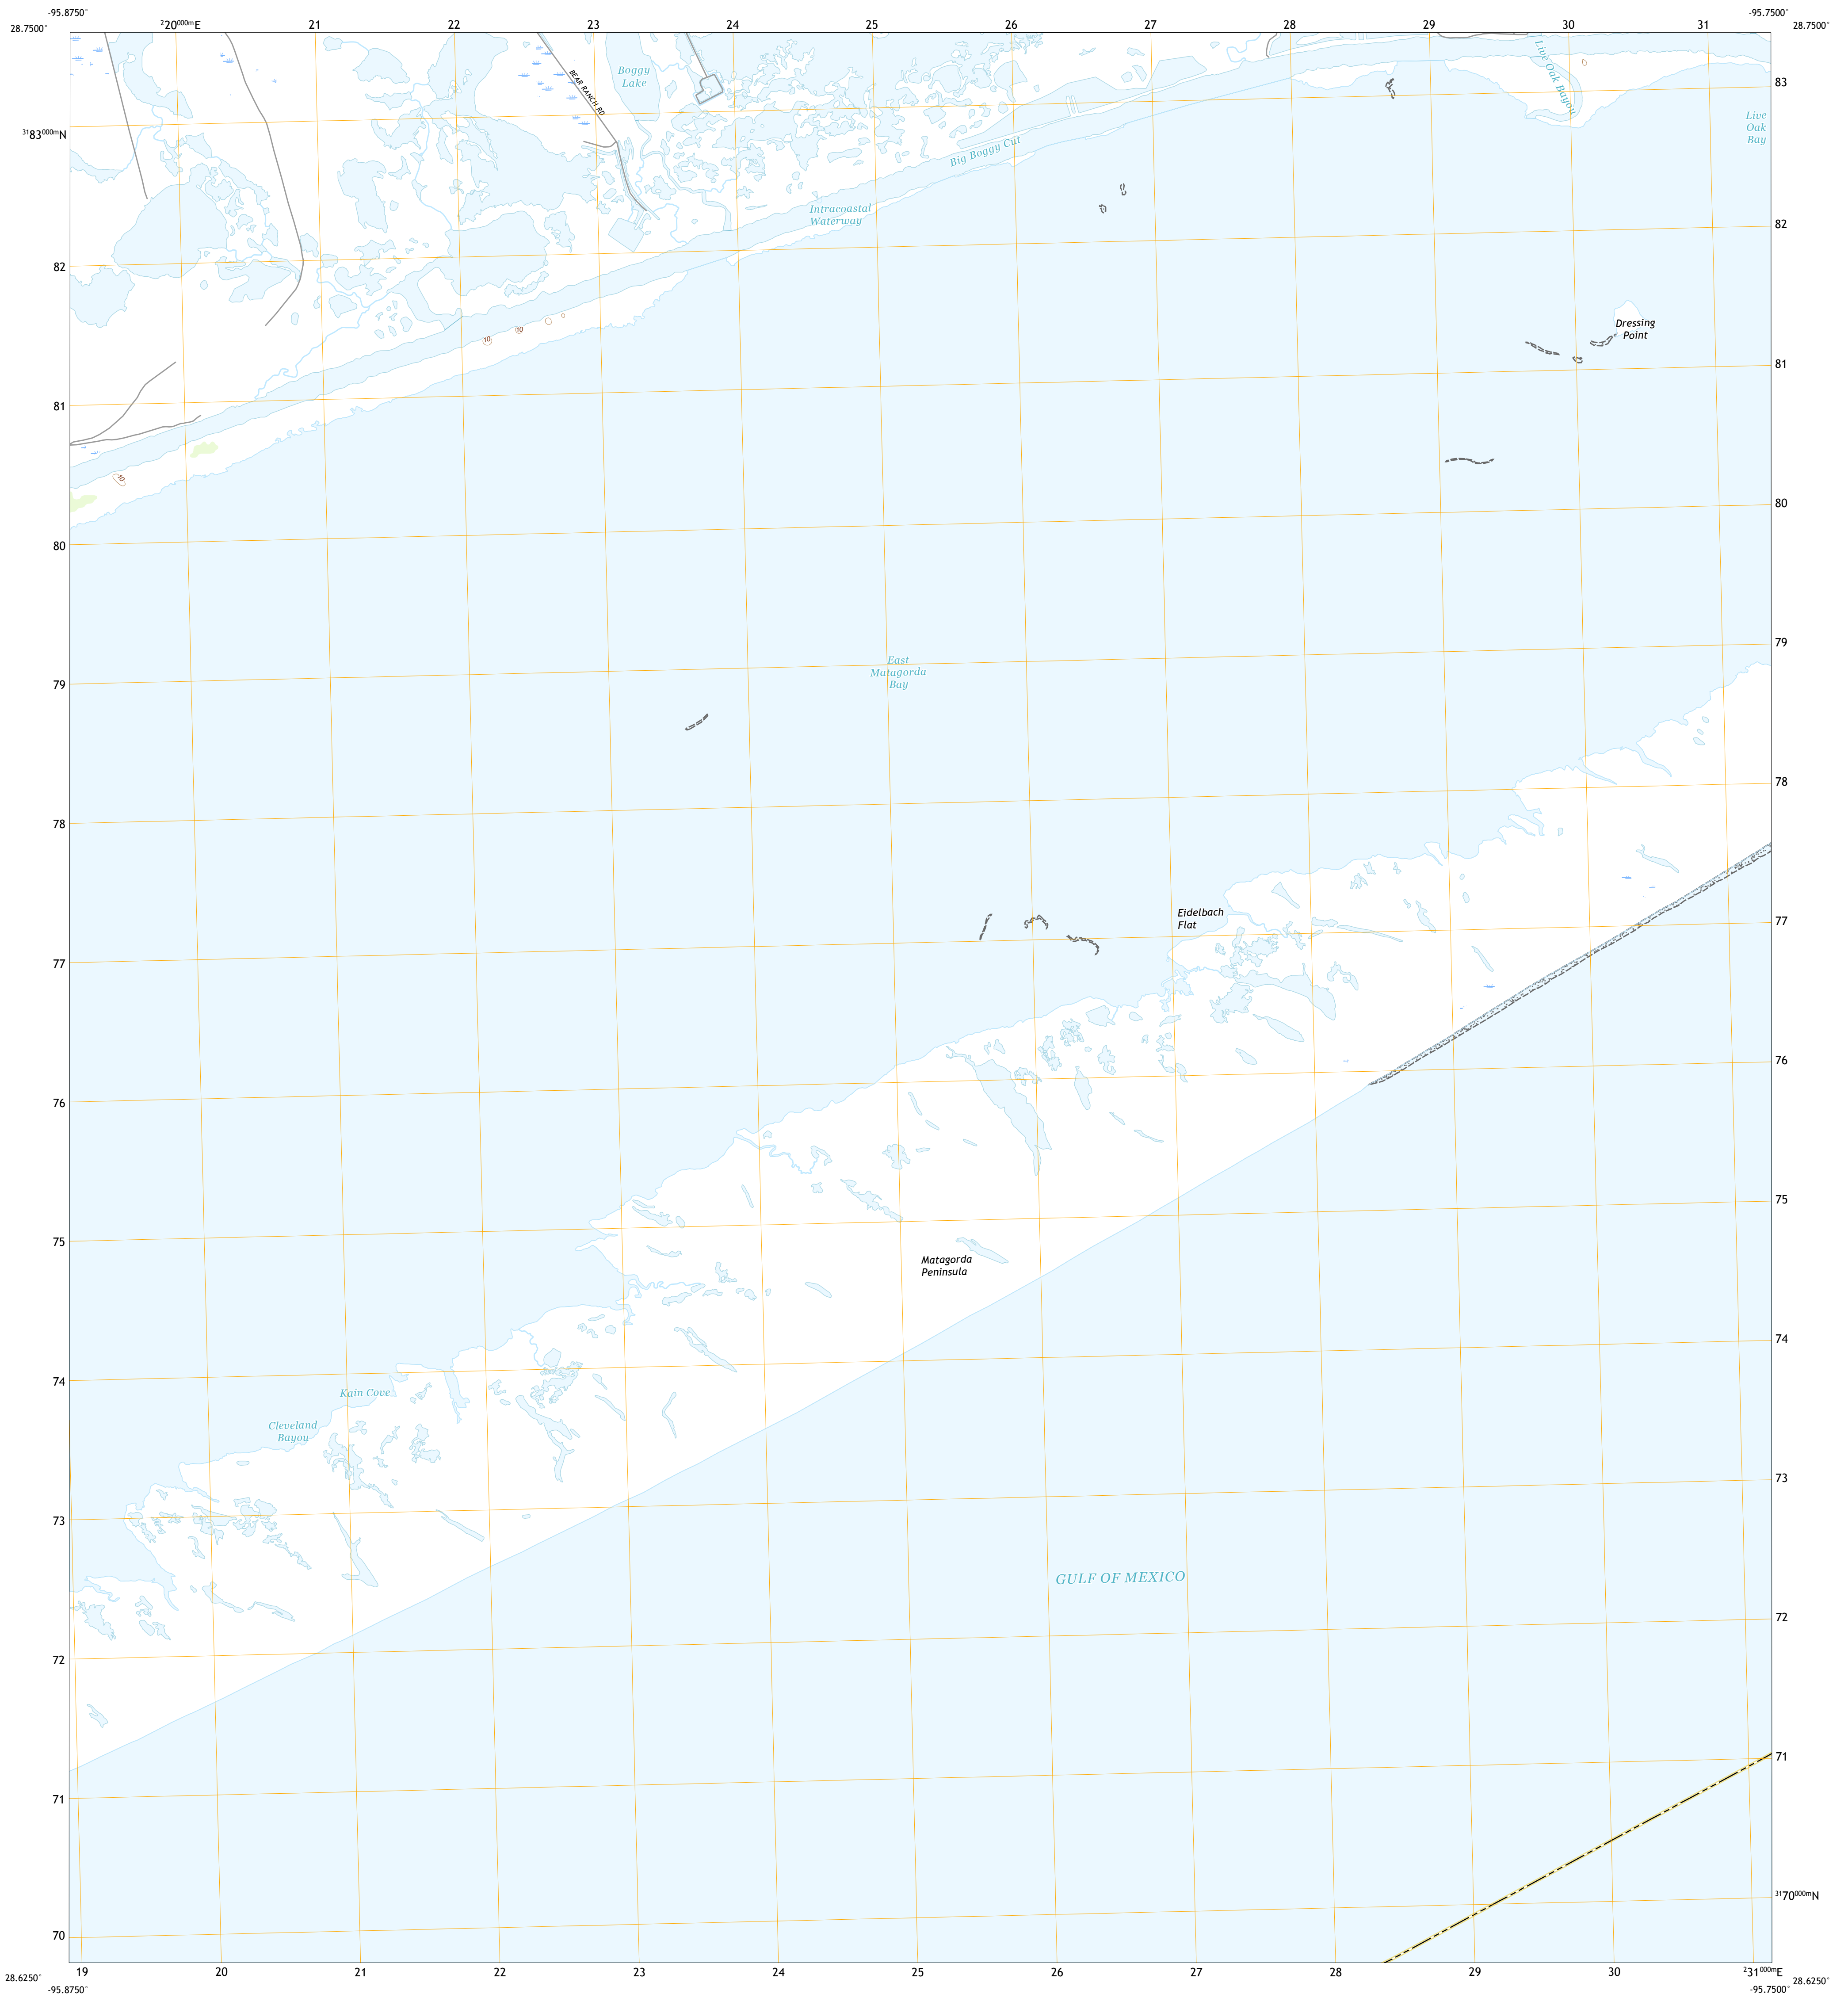 -95.8750°
-95.7500°
28.7500°
²20⁰⁰⁰ᵐE
21
22
23
24
25
26
27
28
29
30
31
28.7500°
Boggy
Lake
BEAR RANCH RD
Live Oak Bayou
83
³¹83⁰⁰⁰ᵐN
Live
Oak
Bay
Big Boggy Cut
Intracoastal
Waterway
82
82
Dressing
Point
10
10
81
81
10
80
80
79
79
East
Matagorda
Bay
78
78
Eidelbach
Flat
77
77
76
76
75
75
Matagorda
Peninsula
74
74
Kain Cove
Cleveland
Bayou
73
73
GULF OF MEXICO
72
72
71
71
³¹70⁰⁰⁰ᵐN
70
19
20
21
22
23
24
25
26
27
28
29
30
²31⁰⁰⁰ᵐE
28.6250°
28.6250°
-95.8750°
-95.7500°